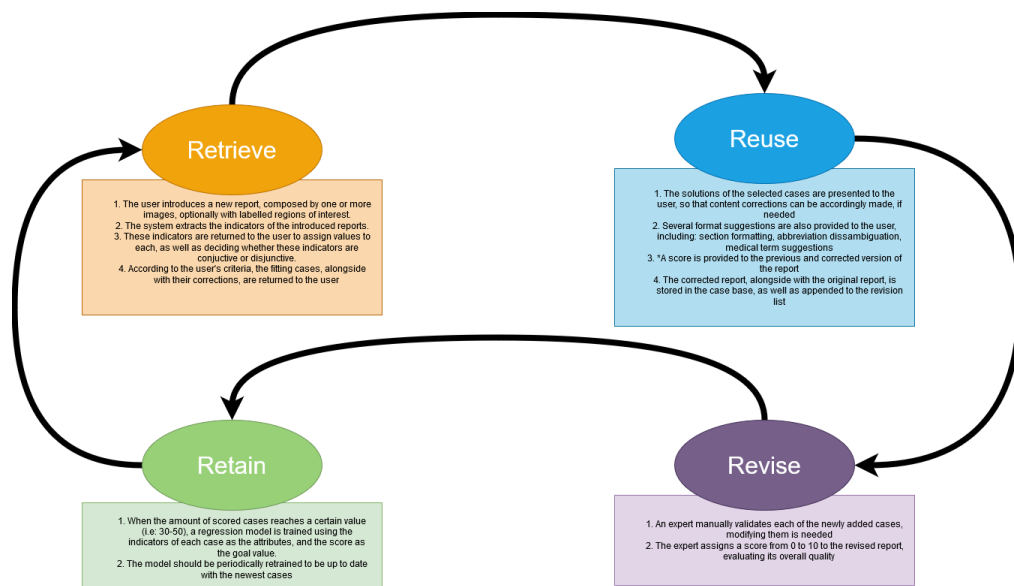 Retrieve
1. The user introduces a new report, composed by one or more
images, optionally with labelled regions of interest.
2. The system extracts the indicators of the introduced reports.
3. These indicators are returned to the user to assign values to
each, as well as deciding whether these indicators are
conjuctive or disjunctive.
4. According to the user's criteria, the fitting cases, alongside
with their corrections, are returned to the user
Reuse
1. The solutions of the selected cases are presented to the
user, so that content corrections can be accordingly made, if
needed
2. Several format suggestions are also provided to the user,
including: section formatting, abbreviation dissambiguation,
medical term suggestions
3. *A score is provided to the previous and corrected version of
the report
4. The corrected report, alongside with the original report, is
stored in the case base, as well as appended to the revision
list
Retain
1. When the amount of scored cases reaches a certain value
(i.e: 30-50), a regression model is trained using the
indicators of each case as the attributes, and the score as
the goal value.
2. The model should be periodically retrained to be up to date
with the newest cases
Revise
1. An expert manually validates each of the newly added cases,
modifying them is needed
2. The expert assigns a score from 0 to 10 to the revised report,
evaluating its overall quality